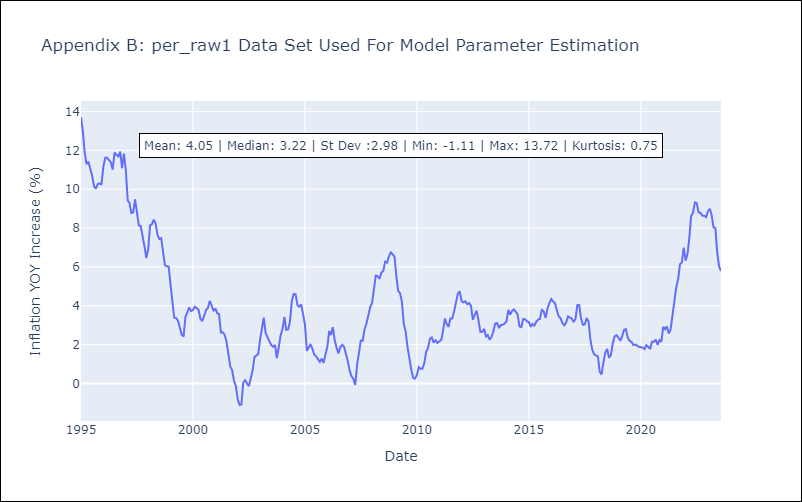 Appendix B: per_raw1 Data Set Used For Model Parameter Estimation
14
Mean: 4.05 | Median: 3.22 | St Dev :2.98 | Min: -1.11 | Max: 13.72 | Kurtosis: 0.75
12
10
8
6
4
2
0
Inflation YOY Increase (%)
1995 2000 2005 2010 2015 2020
Date